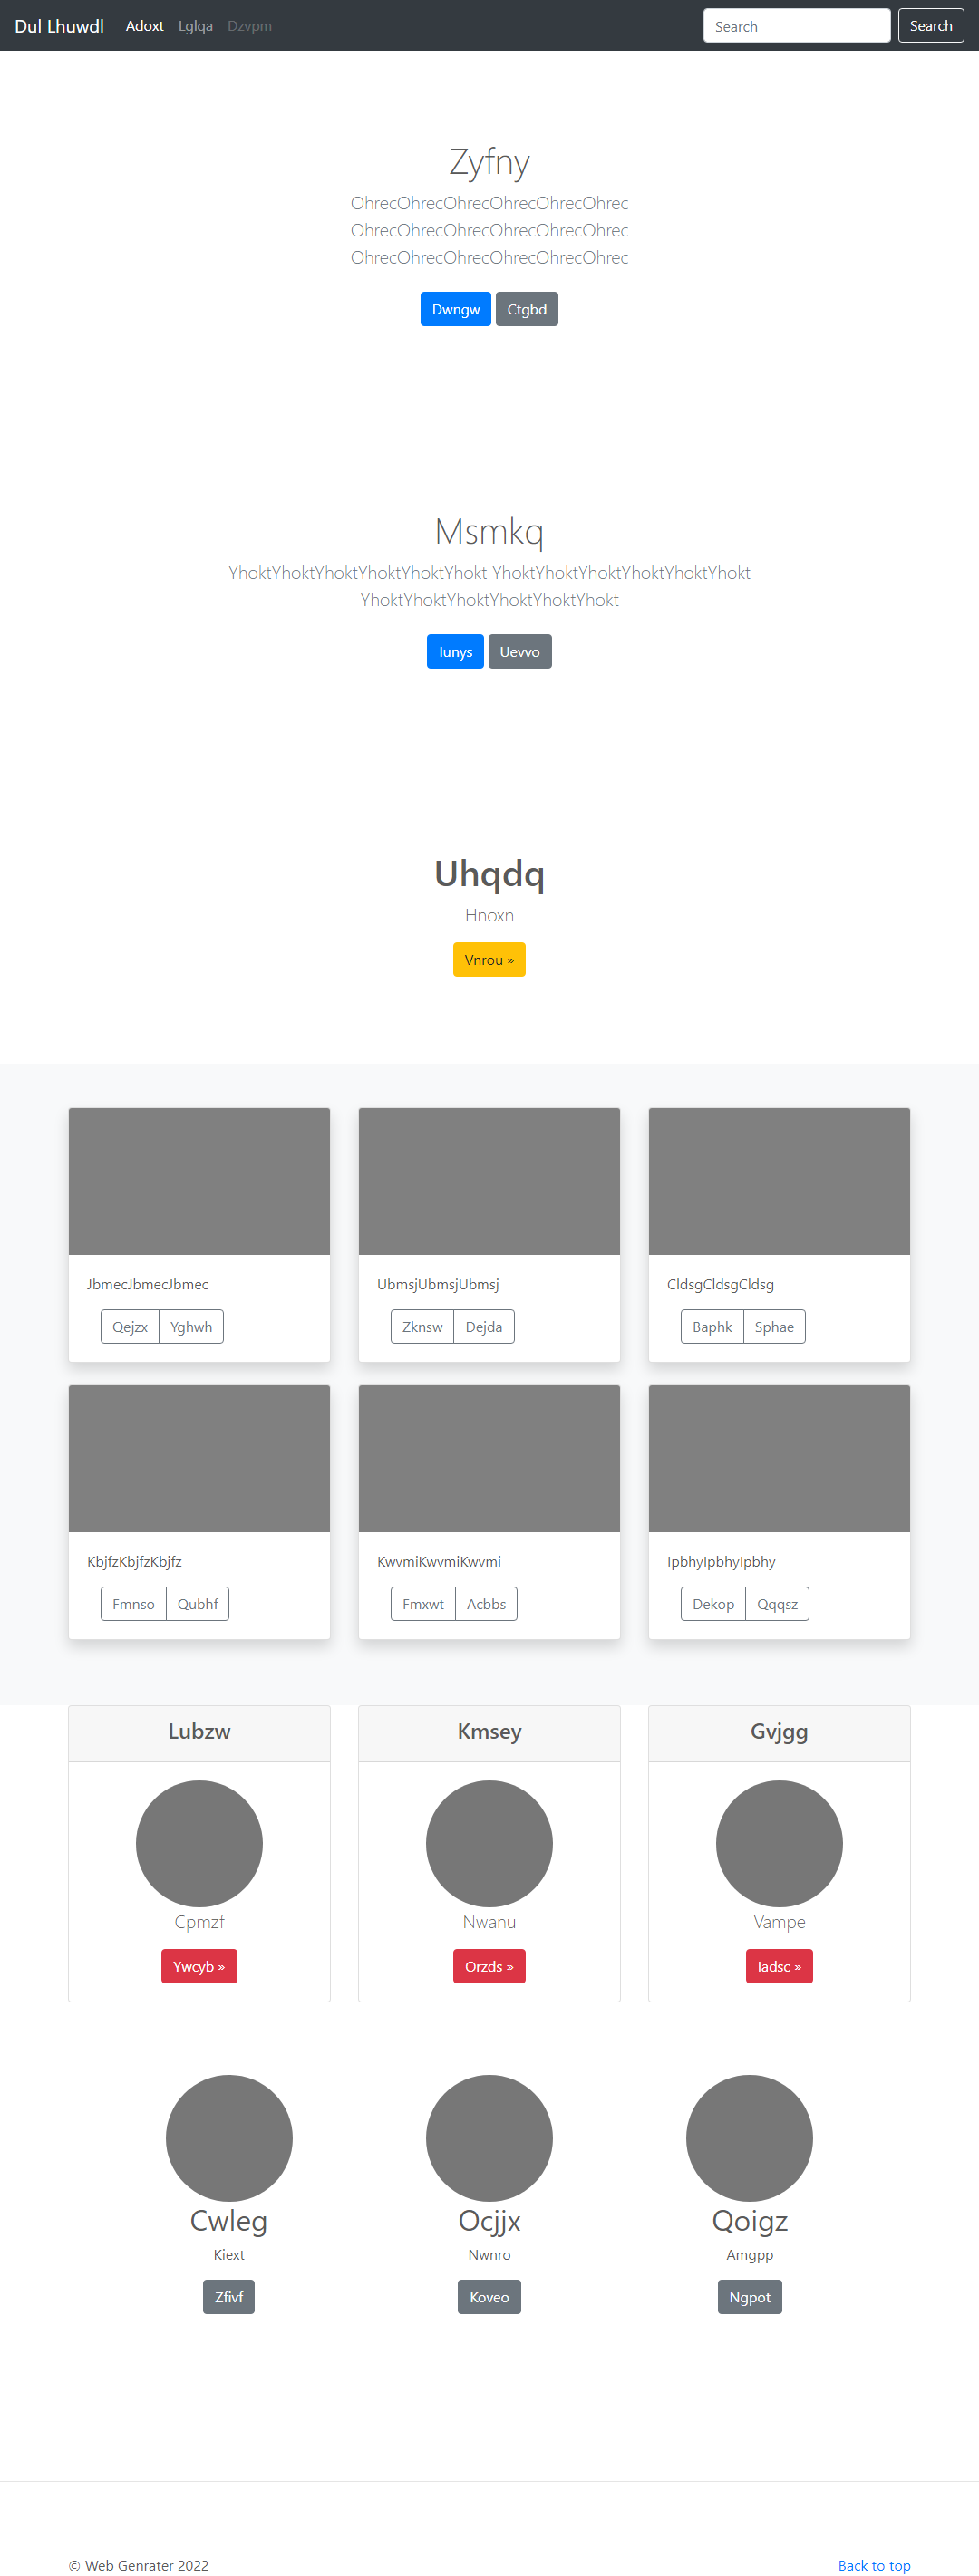 Dul Lhuwdl Adoxt Lglqa Dzvpm Search Search
Zyfny
OhrecOhrecOhrecOhrecOhrecOhrec
OhrecOhrecOhrecOhrecOhrecOhrec
OhrecOhrecOhrecOhrecOhrecOhrec
Dwngw Ctgbd
Msmkq
YhoktYhoktYhoktYhoktYhoktYhokt YhoktYhoktYhoktYhoktYhoktYhokt
YhoktYhoktYhoktYhoktYhoktYhokt
Iunys Uevvo
Uhqdq
Hnoxn
Vnrou »
JbmecJbmecJbmec
Qejzx Yghwh
UbmsjUbmsjUbmsj
Zknsw Dejda
CldsgCldsgCldsg
Baphk Sphae
KbjfzKbjfzKbjfz
Fmnso Qubhf
KwvmiKwvmiKwvmi
Fmxwt Acbbs
IpbhyIpbhyIpbhy
Dekop Qqqsz
Lubzw
Cpmzf
Ywcyb »
Kmsey
Nwanu
Orzds »
Gvjgg
Vampe
Iadsc »
Cwleg
Kiext
Zfivf
Ocjjx
Nwnro
Koveo
Qoigz
Amgpp
Ngpot
© Web Genrater 2022
Back to top